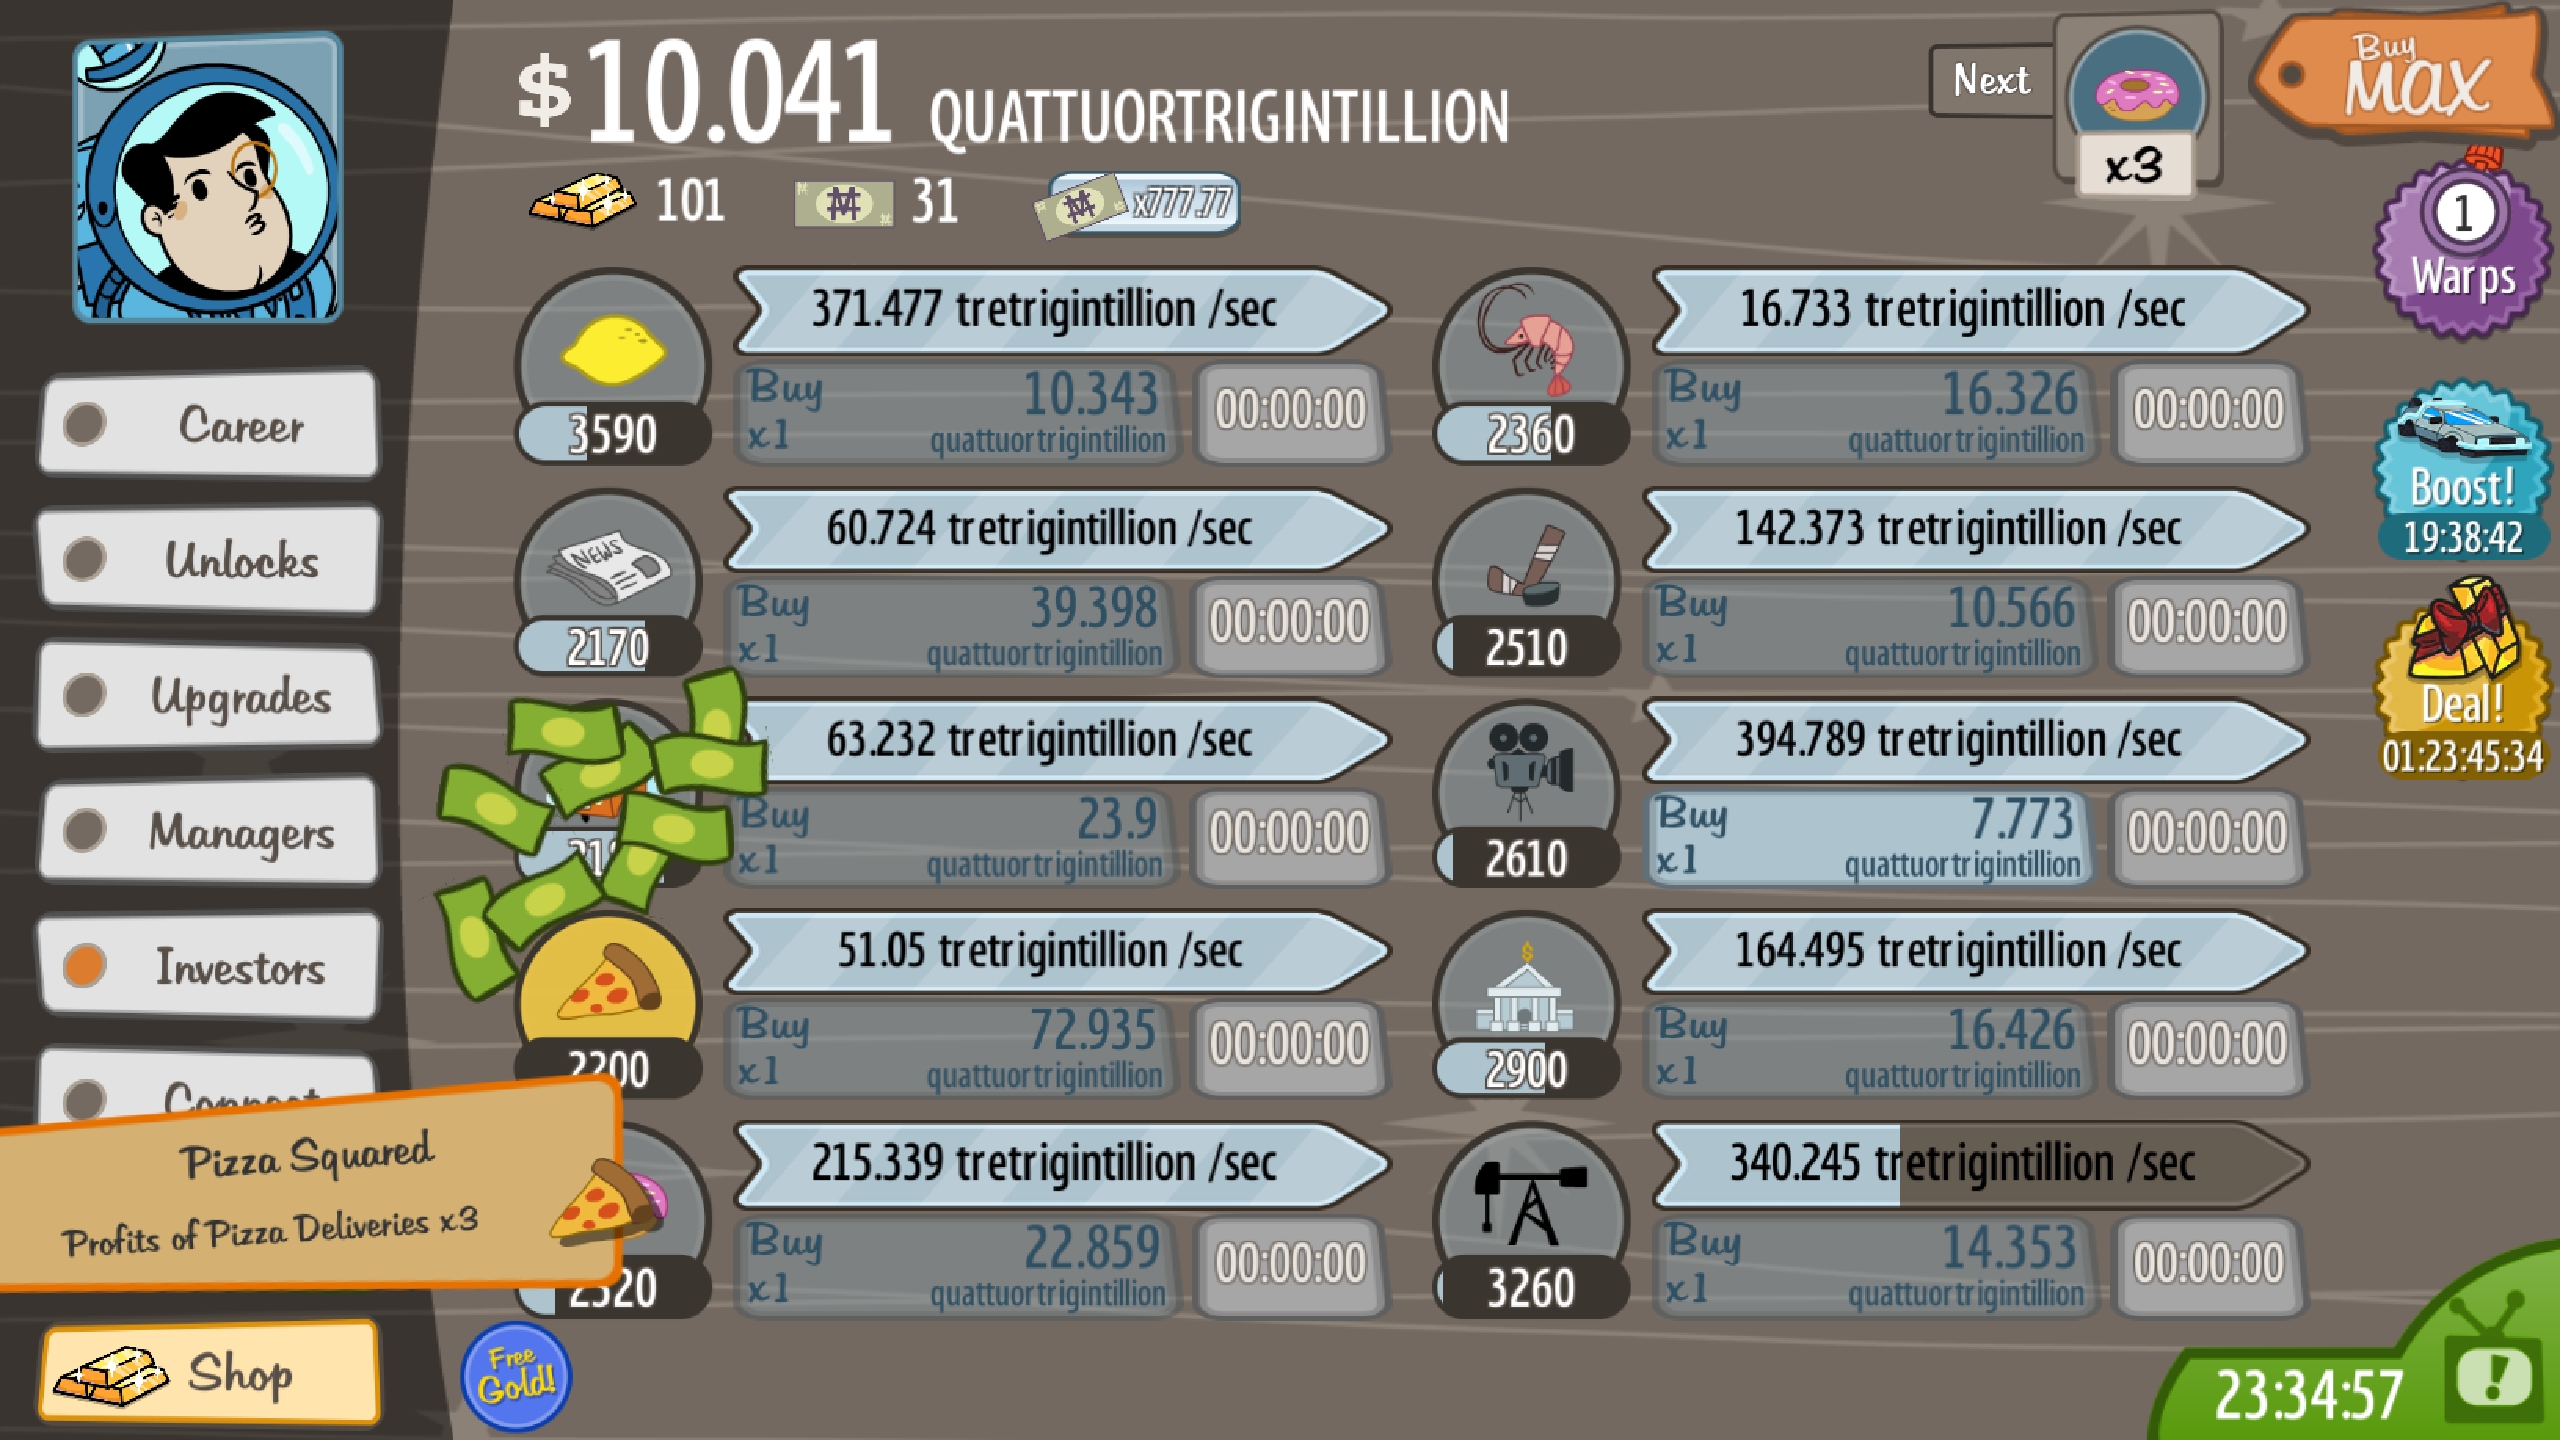 $10.041 QUATTUORTRIGINTILLION
Next
x3
Buy
MAX
101
31
x777.77
1
Warps
Boost!
19:38:42
Deal!
01:23:45:34
Career
Unlocks
Upgrades
Managers
Investors
Connect
Pizza Squared
Profits of Pizza Deliveries x3
Shop
Free
Gold!
371.477 tretrigintillion /sec
3590
Buy
x1
10.343
quattuortrigintillion
00:00:00
NEWS
60.724 tretrigintillion /sec
2170
Buy
x1
39.398
quattuortrigintillion
00:00:00
63.232 tretrigintillion /sec
Buy
x1
23.9
quattuortrigintillion
00:00:00
51.05 tretrigintillion /sec
2200
Buy
x1
72.935
quattuortrigintillion
00:00:00
215.339 tretrigintillion /sec
Buy
x1
22.859
quattuortrigintillion
00:00:00
16.733 tretrigintillion /sec
2360
Buy
x1
16.326
quattuortrigintillion
00:00:00
142.373 tretrigintillion /sec
2510
Buy
x1
10.566
quattuortrigintillion
00:00:00
394.789 tretrigintillion /sec
2610
Buy
x1
7.773
quattuortrigintillion
00:00:00
164.495 tretrigintillion /sec
2900
Buy
x1
16.426
quattuortrigintillion
00:00:00
340.245 tretrigintillion /sec
3260
Buy
x1
14.353
quattuortrigintillion
00:00:00
23:34:57
!